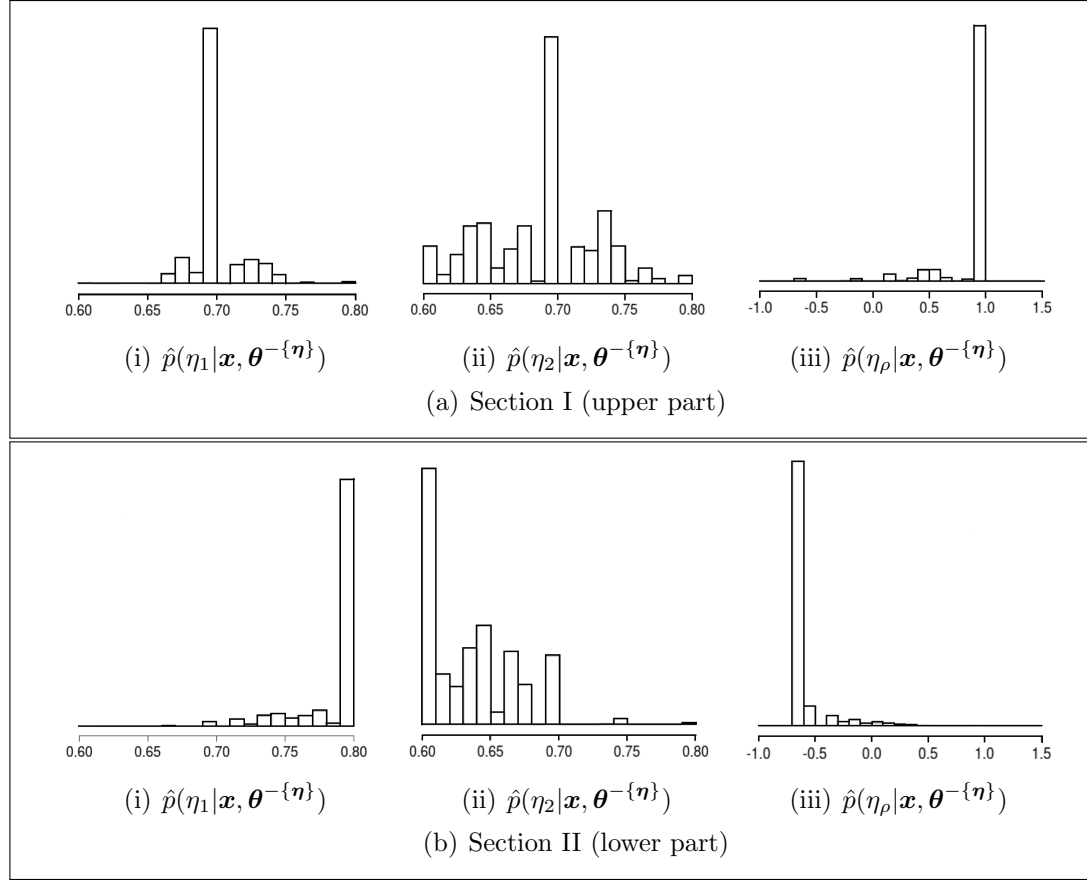 0.60 0.65 0.70 0.75 0.80 0.60 0.65 0.70 0.75 0.80 -1.0 -0.5 0.0 0.5 1.0 1.5
(i) p̂(η₁|𝒙, 𝜽⁻{𝜼}) (ii) p̂(η₂|𝒙, 𝜽⁻{𝜼}) (iii) p̂(ηρ|𝒙, 𝜽⁻{𝜼})
(a) Section I (upper part)
0.60 0.65 0.70 0.75 0.80 0.60 0.65 0.70 0.75 0.80 -1.0 -0.5 0.0 0.5 1.0 1.5
(i) p̂(η₁|𝒙, 𝜽⁻{𝜼}) (ii) p̂(η₂|𝒙, 𝜽⁻{𝜼}) (iii) p̂(ηρ|𝒙, 𝜽⁻{𝜼})
(b) Section II (lower part)